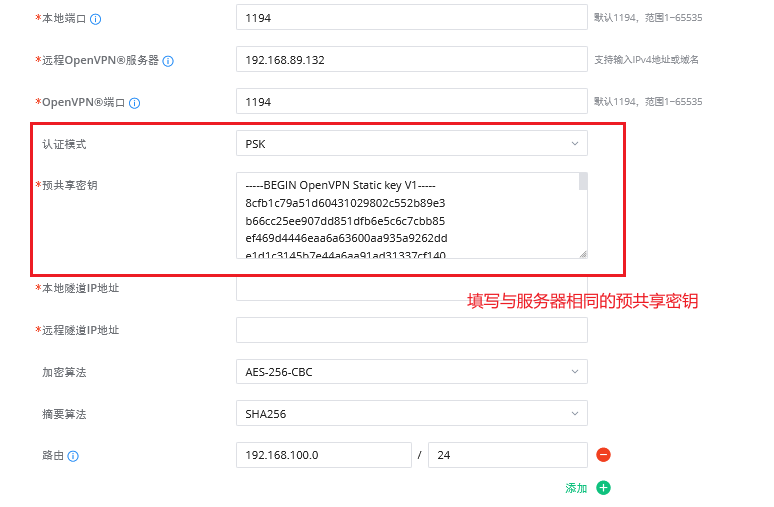 *本地端口 1194 默认1194，范围1~65535
*远程OpenVPN®服务器 192.168.89.132 支持输入IPv4地址或域名
*OpenVPN®端口 1194 默认1194，范围1~65535
认证模式 PSK
*预共享密钥 -----BEGIN OpenVPN Static key V1-----
8cfb1c79a51d60431029802c552b89e3
b66cc25ee907dd851dfb6e5c6c7cbb85
ef469d4446eaa6a63600aa935a9262dd
e1d1c3145b7e44a6aa91ad31337cf140
*本地隧道IP地址
填写与服务器相同的预共享密钥
*远程隧道IP地址
加密算法 AES-256-CBC
摘要算法 SHA256
路由 192.168.100.0 / 24
添加